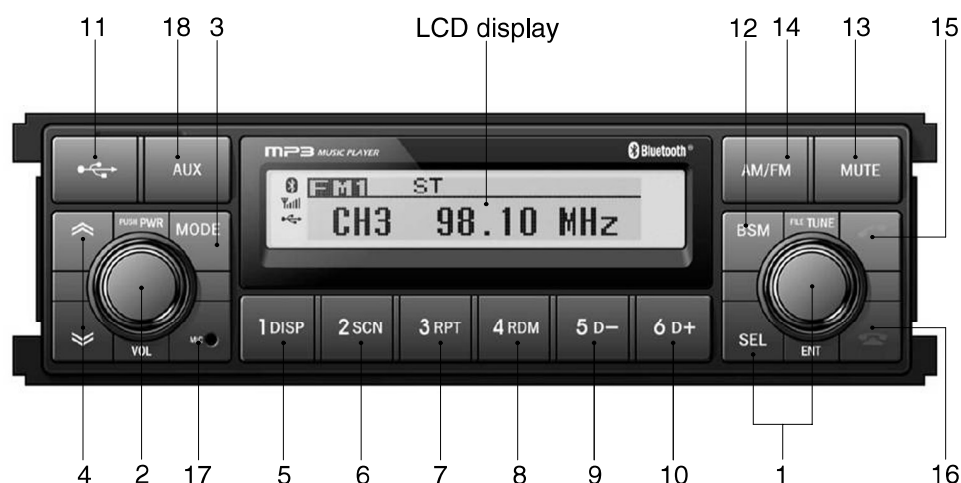 11 18 3 LCD display 12 14 13 15
AUX
MP3 MUSIC PLAYER Bluetooth®
AM/FM MUTE
PUSH PWR MODE
FM1 ST
CH3 98.10 MHz
BSM FILE TUNE
MIC
VOL
1 DISP 2 SCN 3 RPT 4 RDM 5 D− 6 D+
SEL
ENT
4 2 17 5 6 7 8 9 10 1 16